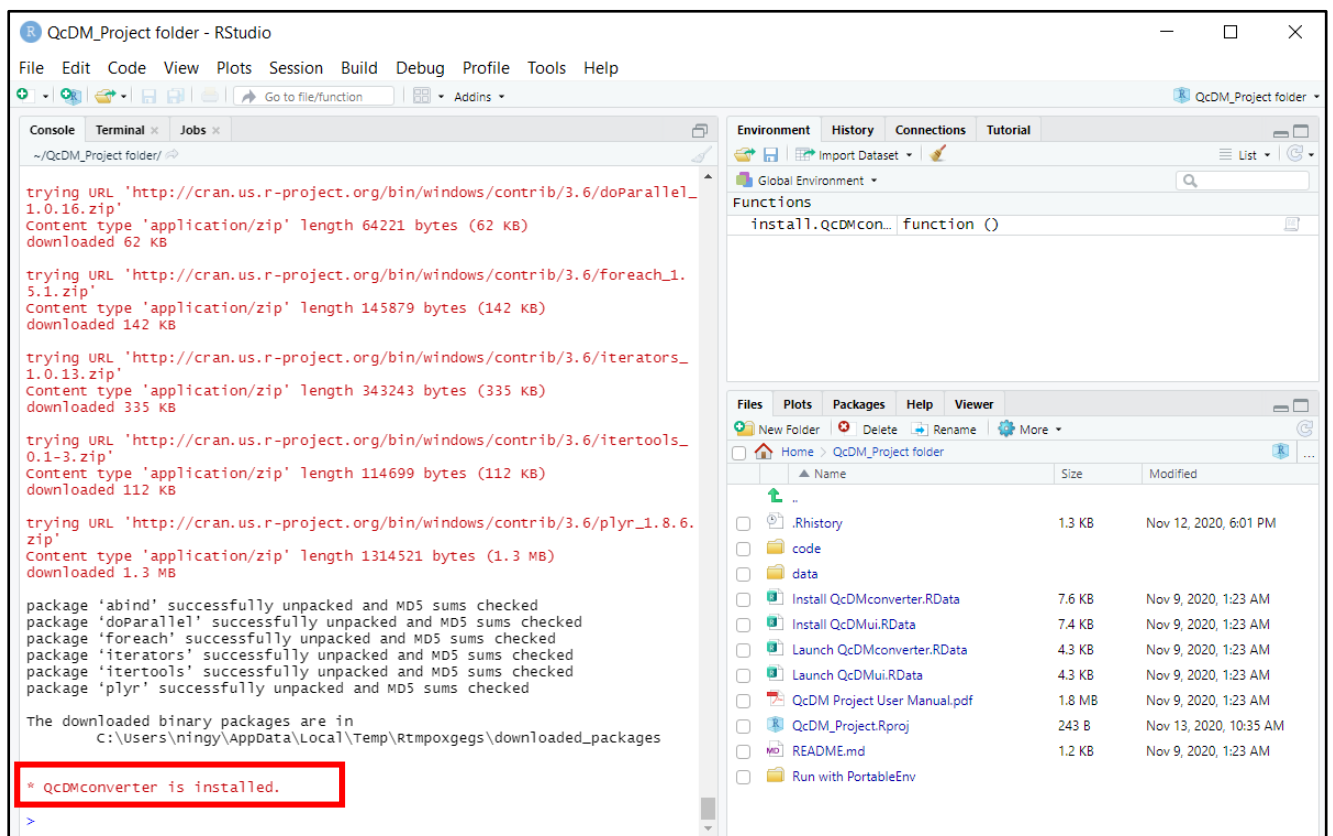 QcDM_Project folder - RStudio
File Edit Code View Plots Session Build Debug Profile Tools Help
Go to file/function Addins QcDM_Project folder
Console Terminal Jobs
~/QcDM_Project folder/
trying URL 'http://cran.us.r-project.org/bin/windows/contrib/3.6/doParallel_
1.0.16.zip'
Content type 'application/zip' length 64221 bytes (62 KB)
downloaded 62 KB
trying URL 'http://cran.us.r-project.org/bin/windows/contrib/3.6/foreach_1.
5.1.zip'
Content type 'application/zip' length 145879 bytes (142 KB)
downloaded 142 KB
trying URL 'http://cran.us.r-project.org/bin/windows/contrib/3.6/iterators_
1.0.13.zip'
Content type 'application/zip' length 343243 bytes (335 KB)
downloaded 335 KB
trying URL 'http://cran.us.r-project.org/bin/windows/contrib/3.6/itertools_
0.1-3.zip'
Content type 'application/zip' length 114699 bytes (112 KB)
downloaded 112 KB
trying URL 'http://cran.us.r-project.org/bin/windows/contrib/3.6/plyr_1.8.6.
zip'
Content type 'application/zip' length 1314521 bytes (1.3 MB)
downloaded 1.3 MB
package ‘abind’ successfully unpacked and MD5 sums checked
package ‘doParallel’ successfully unpacked and MD5 sums checked
package ‘foreach’ successfully unpacked and MD5 sums checked
package ‘iterators’ successfully unpacked and MD5 sums checked
package ‘itertools’ successfully unpacked and MD5 sums checked
package ‘plyr’ successfully unpacked and MD5 sums checked
The downloaded binary packages are in
C:\Users\ningy\AppData\Local\Temp\Rtmpoxgegs\downloaded_packages
* QcDMconverter is installed.
>
Environment History Connections Tutorial
Import Dataset List
Global Environment
Functions
install.QcDMcon… function ()
Files Plots Packages Help Viewer
New Folder Delete Rename More
Home > QcDM_Project folder ...
Name Size Modified
..
.Rhistory 1.3 KB Nov 12, 2020, 6:01 PM
code
data
Install QcDMconverter.RData 7.6 KB Nov 9, 2020, 1:23 AM
Install QcDMui.RData 7.4 KB Nov 9, 2020, 1:23 AM
Launch QcDMconverter.RData 4.3 KB Nov 9, 2020, 1:23 AM
Launch QcDMui.RData 4.3 KB Nov 9, 2020, 1:23 AM
QcDM Project User Manual.pdf 1.8 MB Nov 9, 2020, 1:23 AM
QcDM_Project.Rproj 243 B Nov 13, 2020, 10:35 AM
README.md 1.2 KB Nov 9, 2020, 1:23 AM
Run with PortableEnv